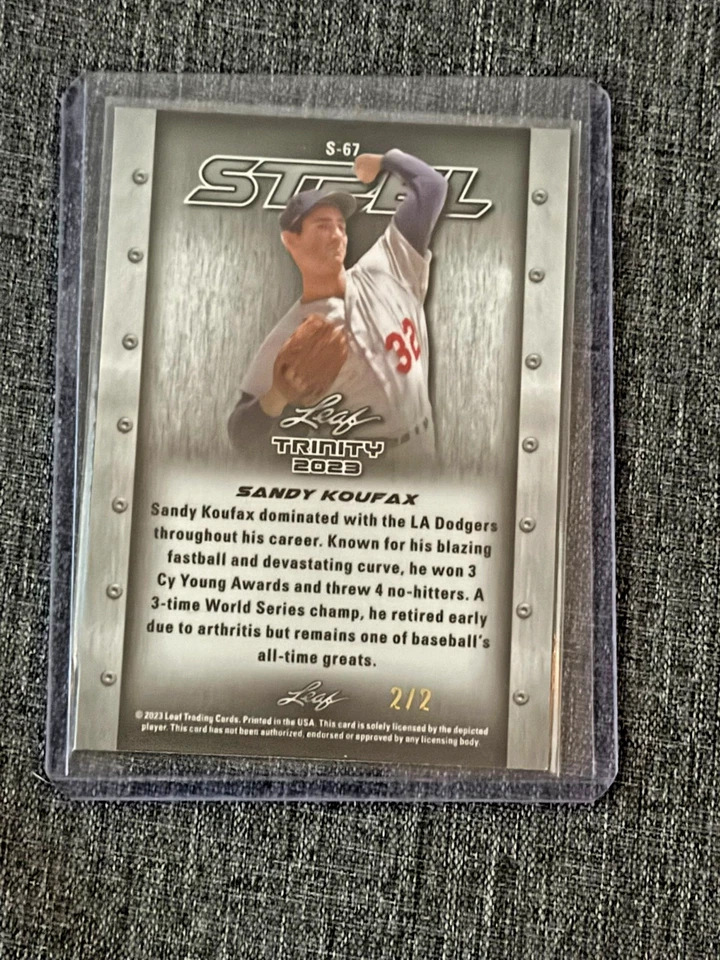 S-67
STEEL
32
Leaf
TRINITY
2023
SANDY KOUFAX
Sandy Koufax dominated with the LA Dodgers
throughout his career. Known for his blazing
fastball and devastating curve, he won 3
Cy Young Awards and threw 4 no-hitters. A
3-time World Series champ, he retired early
due to arthritis but remains one of baseball's
all-time greats.
Leaf 2/2
© 2023 Leaf Trading Cards. Printed in the USA. This card is solely licensed by the depicted
player. This card has not been authorized, endorsed or approved by any licensing body.